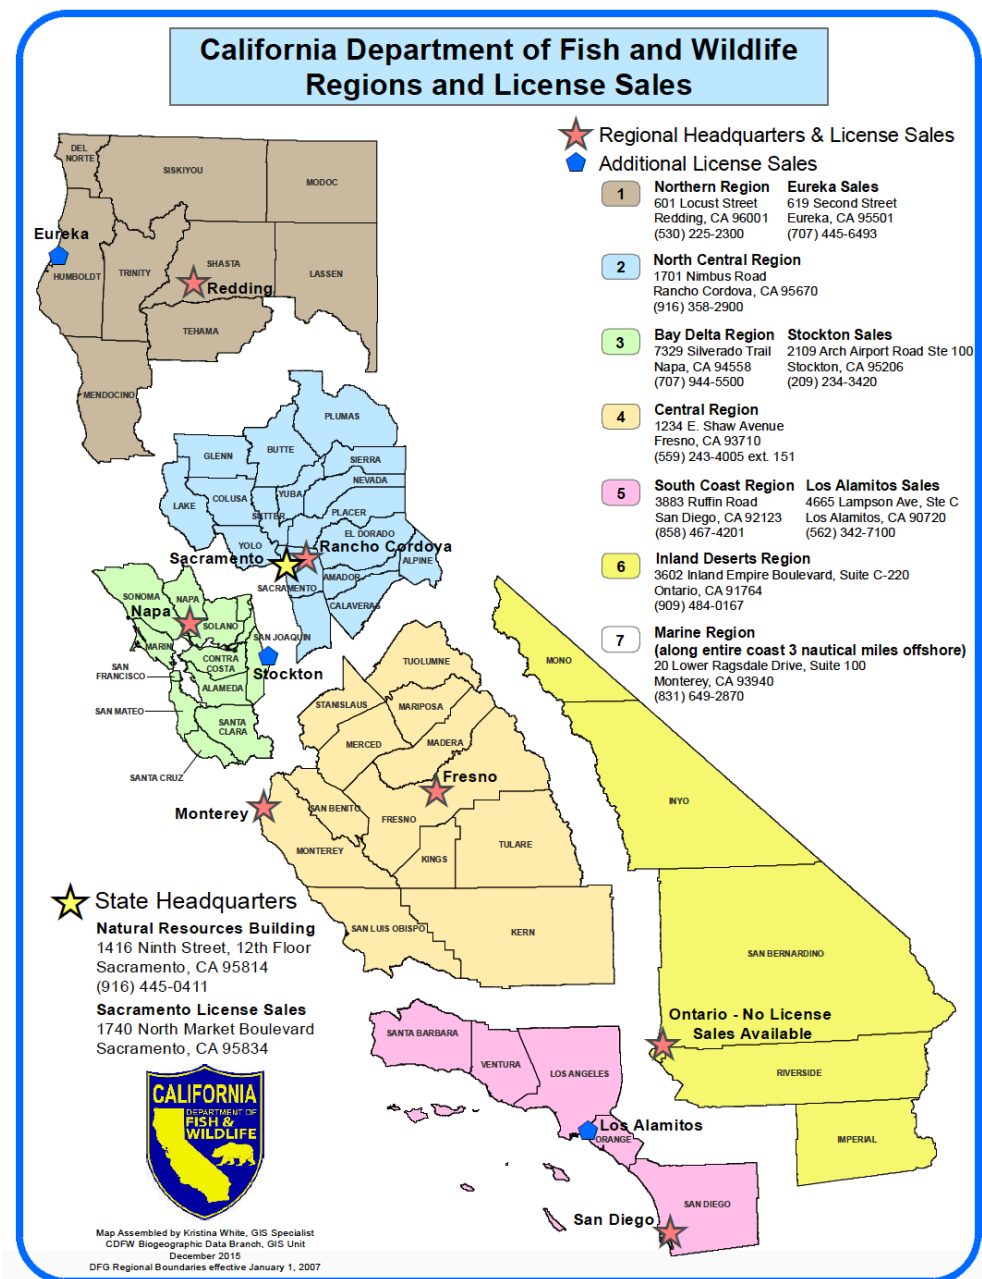 California Department of Fish and Wildlife
Regions and License Sales
Regional Headquarters & License Sales
Additional License Sales
1
Northern Region
601 Locust Street
Redding, CA 96001
(530) 225-2300
Eureka Sales
619 Second Street
Eureka, CA 95501
(707) 445-6493
2
North Central Region
1701 Nimbus Road
Rancho Cordova, CA 95670
(916) 358-2900
3
Bay Delta Region
7329 Silverado Trail
Napa, CA 94558
(707) 944-5500
Stockton Sales
2109 Arch Airport Road Ste 100
Stockton, CA 95206
(209) 234-3420
4
Central Region
1234 E. Shaw Avenue
Fresno, CA 93710
(559) 243-4005 ext. 151
5
South Coast Region
3883 Ruffin Road
San Diego, CA 92123
(858) 467-4201
Los Alamitos Sales
4665 Lampson Ave, Ste C
Los Alamitos, CA 90720
(562) 342-7100
6
Inland Deserts Region
3602 Inland Empire Boulevard, Suite C-220
Ontario, CA 91764
(909) 484-0167
7
Marine Region
(along entire coast 3 nautical miles offshore)
20 Lower Ragsdale Drive, Suite 100
Monterey, CA 93940
(831) 649-2870
DEL
NORTE
SISKIYOU
MODOC
Eureka
HUMBOLDT
TRINITY
SHASTA
Redding
LASSEN
TEHAMA
MENDOCINO
PLUMAS
BUTTE
GLENN
SIERRA
NEVADA
YUBA
COLUSA
LAKE
SUTTER
PLACER
EL DORADO
YOLO
Rancho Cordova
Sacramento
ALPINE
AMADOR
SACRAMENTO
CALAVERAS
SONOMA
NAPA
Napa
SOLANO
SAN JOAQUIN
MARIN
CONTRA
COSTA
Stockton
SAN
FRANCISCO
ALAMEDA
SAN MATEO
SANTA
CLARA
SANTA CRUZ
TUOLUMNE
MONO
STANISLAUS
MARIPOSA
MERCED
MADERA
Fresno
INYO
Monterey
SAN BENITO
FRESNO
MONTEREY
KINGS
TULARE
SAN LUIS OBISPO
KERN
SAN BERNARDINO
State Headquarters
Natural Resources Building
1416 Ninth Street, 12th Floor
Sacramento, CA 95814
(916) 445-0411
Sacramento License Sales
1740 North Market Boulevard
Sacramento, CA 95834
Ontario - No License
Sales Available
SANTA BARBARA
VENTURA
LOS ANGELES
RIVERSIDE
Los Alamitos
ORANGE
IMPERIAL
SAN DIEGO
San Diego
CALIFORNIA
DEPARTMENT OF
FISH &
WILDLIFE
Map Assembled by Kristina White, GIS Specialist
CDFW Biogeographic Data Branch, GIS Unit
December 2015
DFG Regional Boundaries effective January 1, 2007